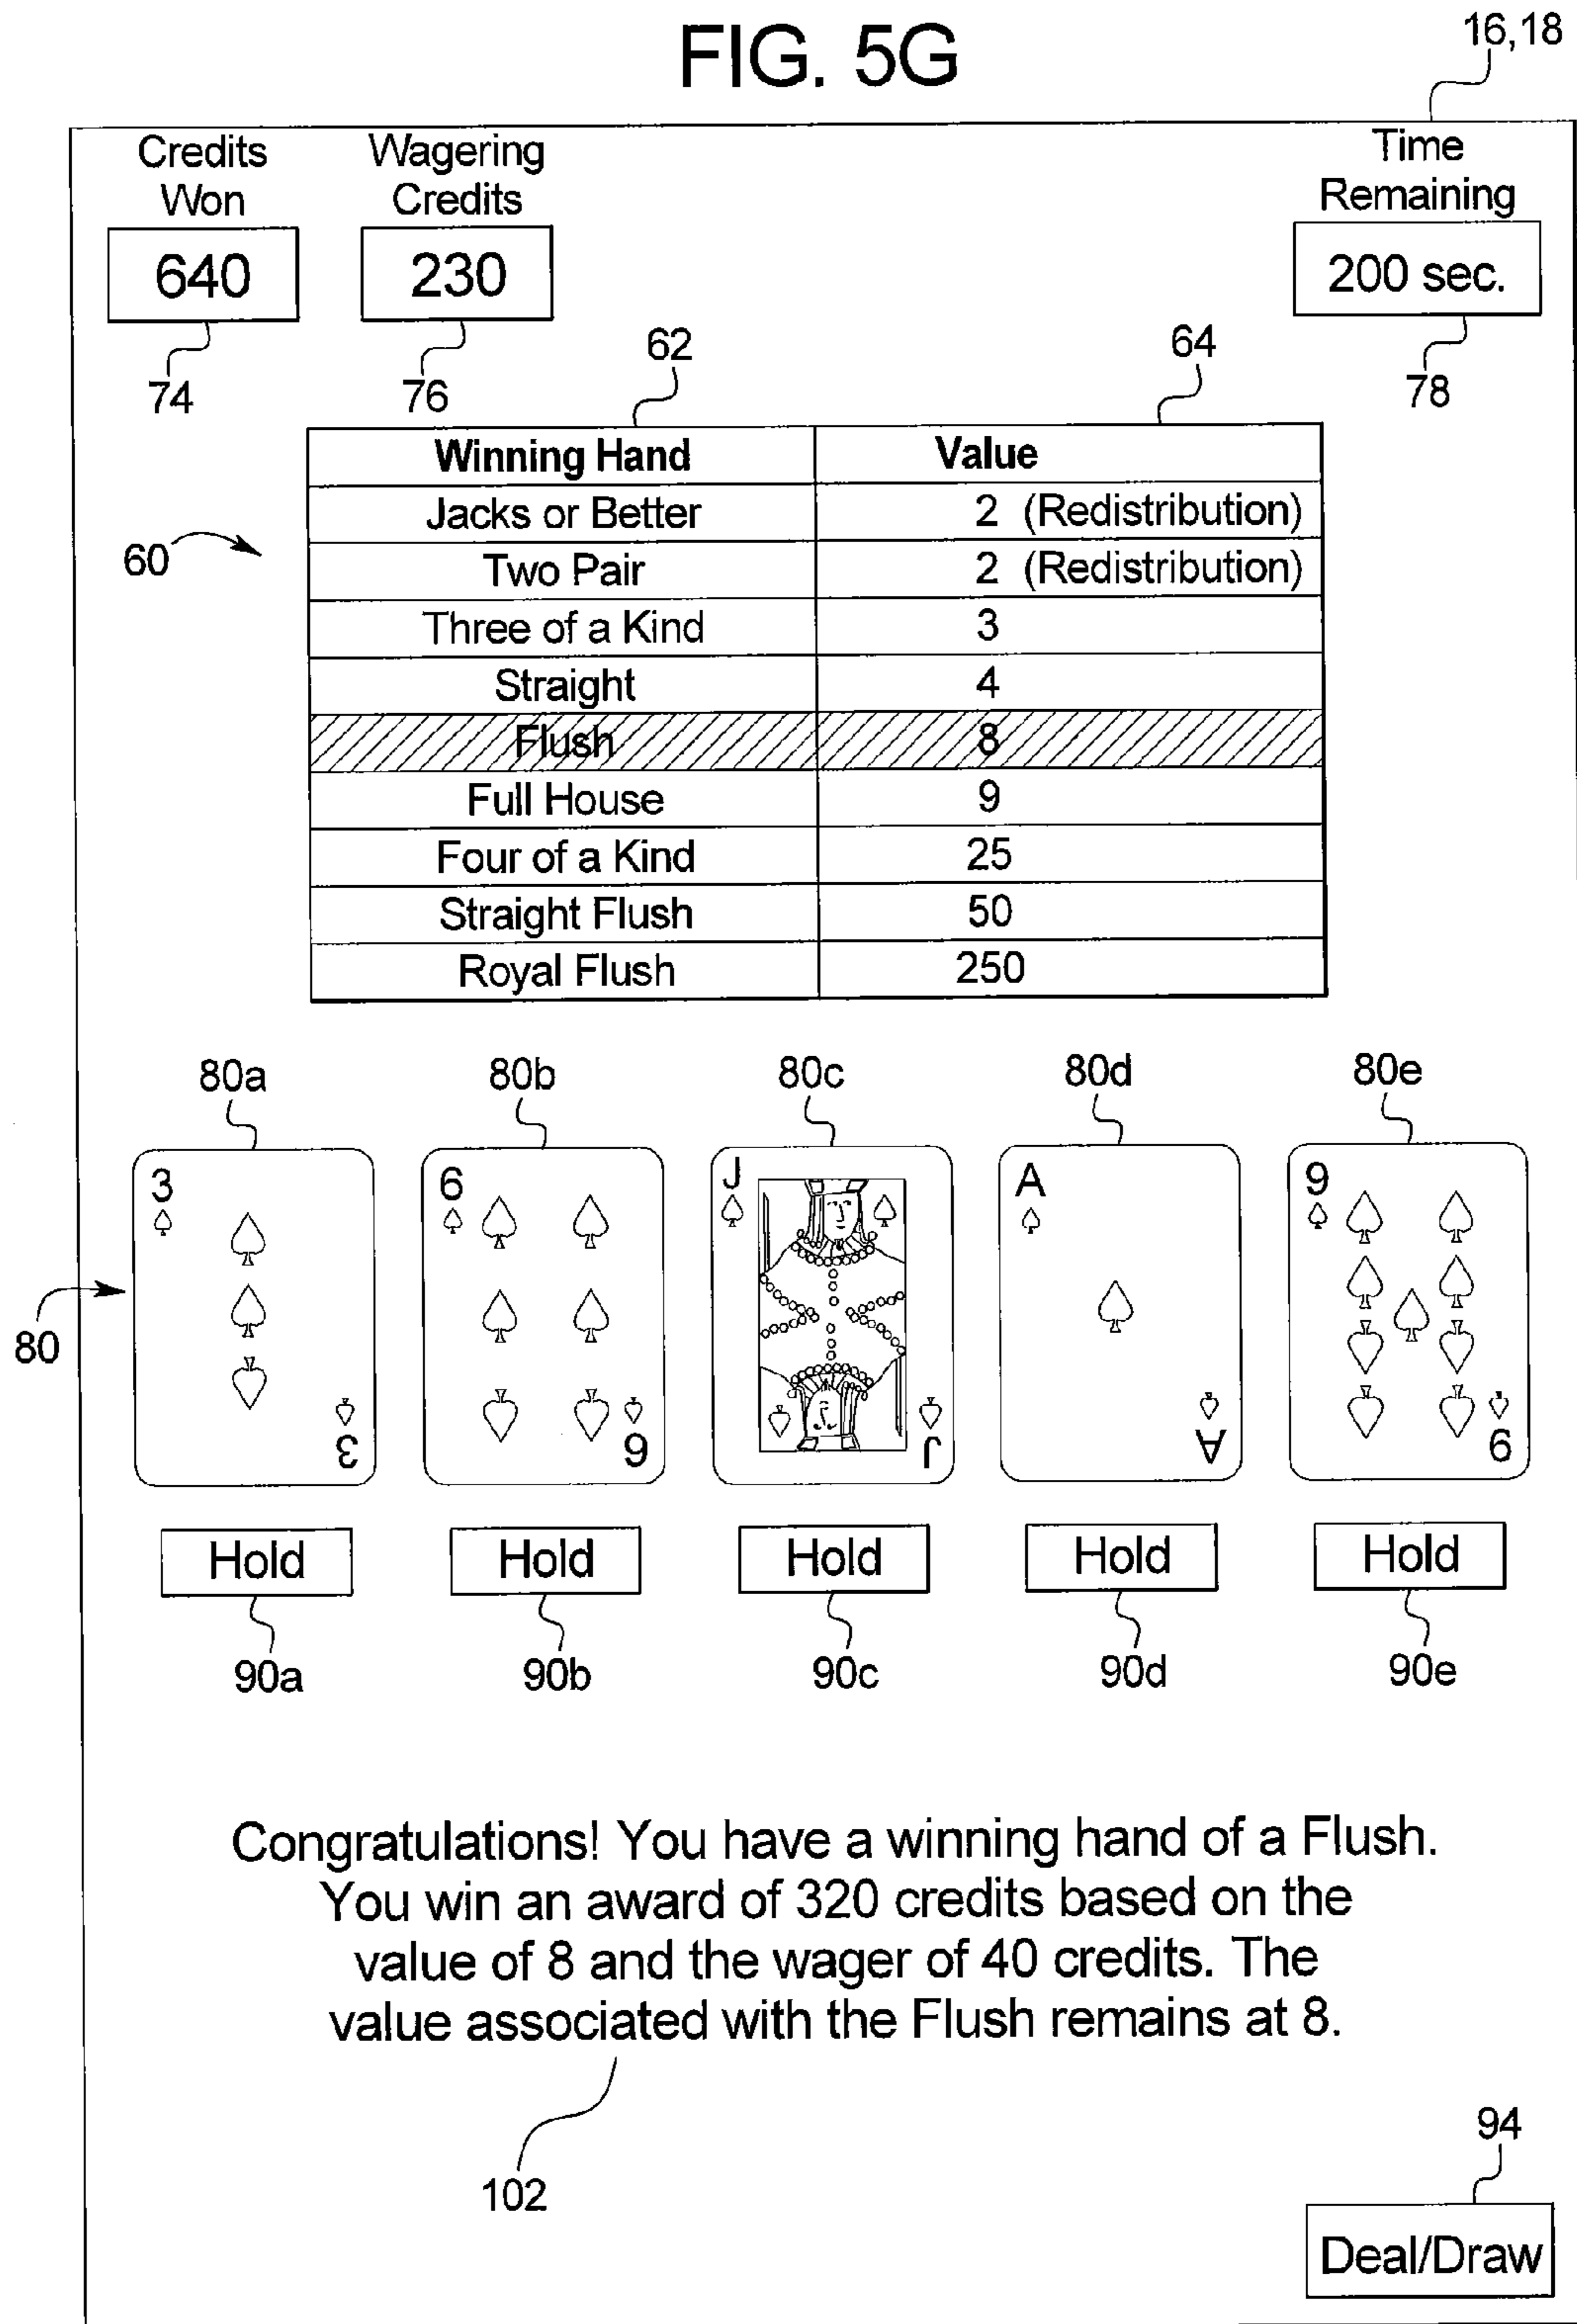 FIG. 5G
16,18
Credits Won
Wagering Credits
Time Remaining
640
230
200 sec.
74
76
62
64
78
60
Winning Hand Value
Jacks or Better 2 (Redistribution)
Two Pair 2 (Redistribution)
Three of a Kind 3
Straight 4
Flush 8
Full House 9
Four of a Kind 25
Straight Flush 50
Royal Flush 250
80a 80b 80c 80d 80e
3 6 J A 9
80
3 6 J A 9
Hold Hold Hold Hold Hold
90a 90b 90c 90d 90e
Congratulations! You have a winning hand of a Flush.
You win an award of 320 credits based on the
value of 8 and the wager of 40 credits. The
value associated with the Flush remains at 8.
102
94
Deal/Draw